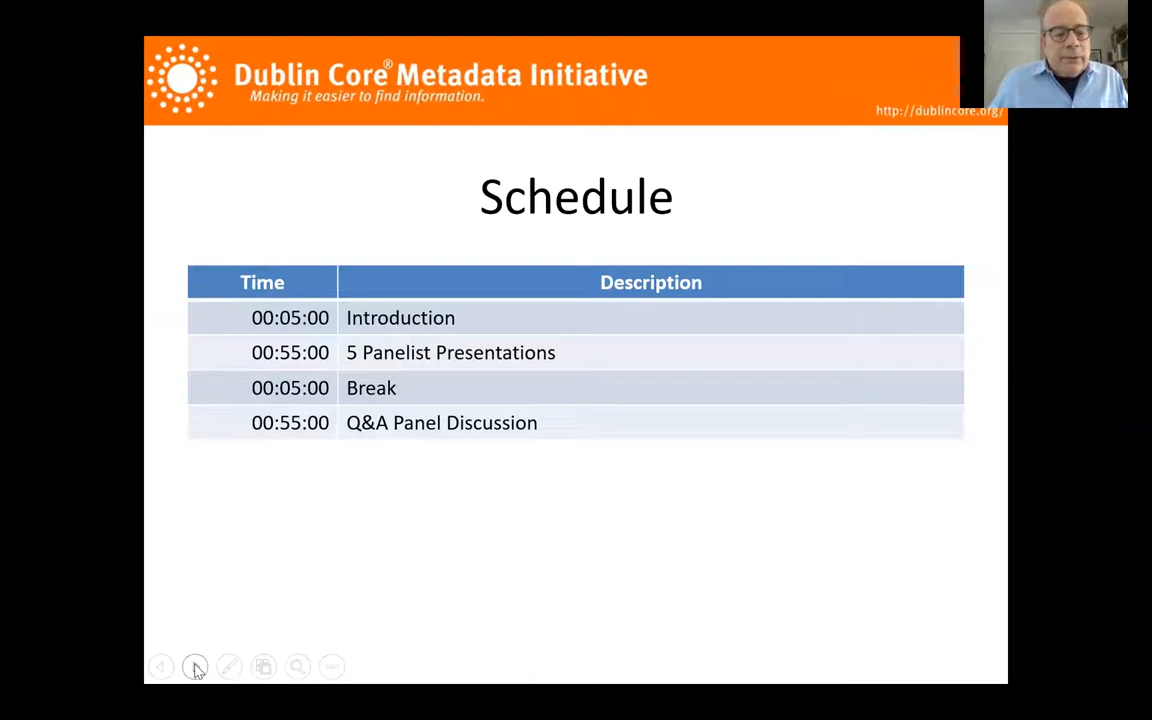 Dublin Core® Metadata Initiative
Making it easier to find information.
http://dublincore.org/
Schedule
Time Description
00:05:00 Introduction
00:55:00 5 Panelist Presentations
00:05:00 Break
00:55:00 Q&A Panel Discussion